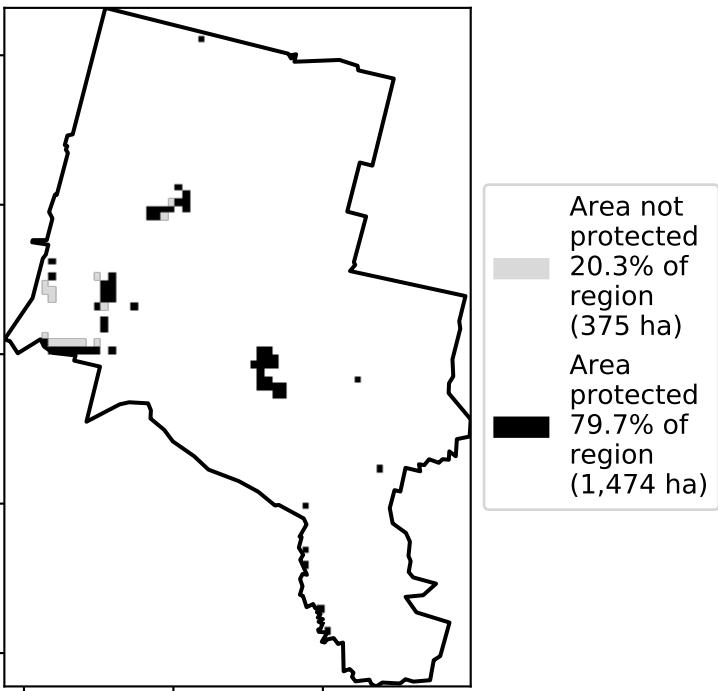 Area not
protected
20.3% of
region
(375 ha)
Area
protected
79.7% of
region
(1,474 ha)